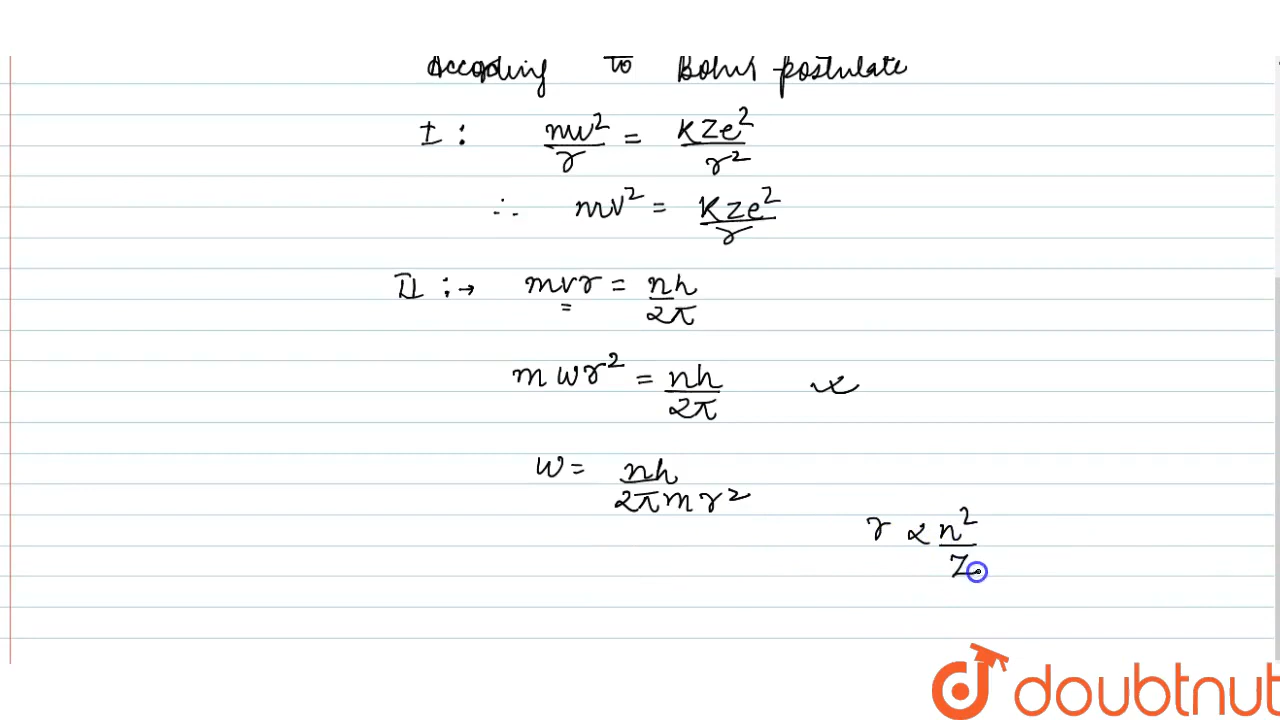 According to Bohr's postulate
I : mv²/r = KZe²/r²
∴ mv² = Kze²/r
II :→ mvr = nh/2π
m w r² = nh/2π
w = nh/2πmr²
r ∝ n²/Z
doubtnut